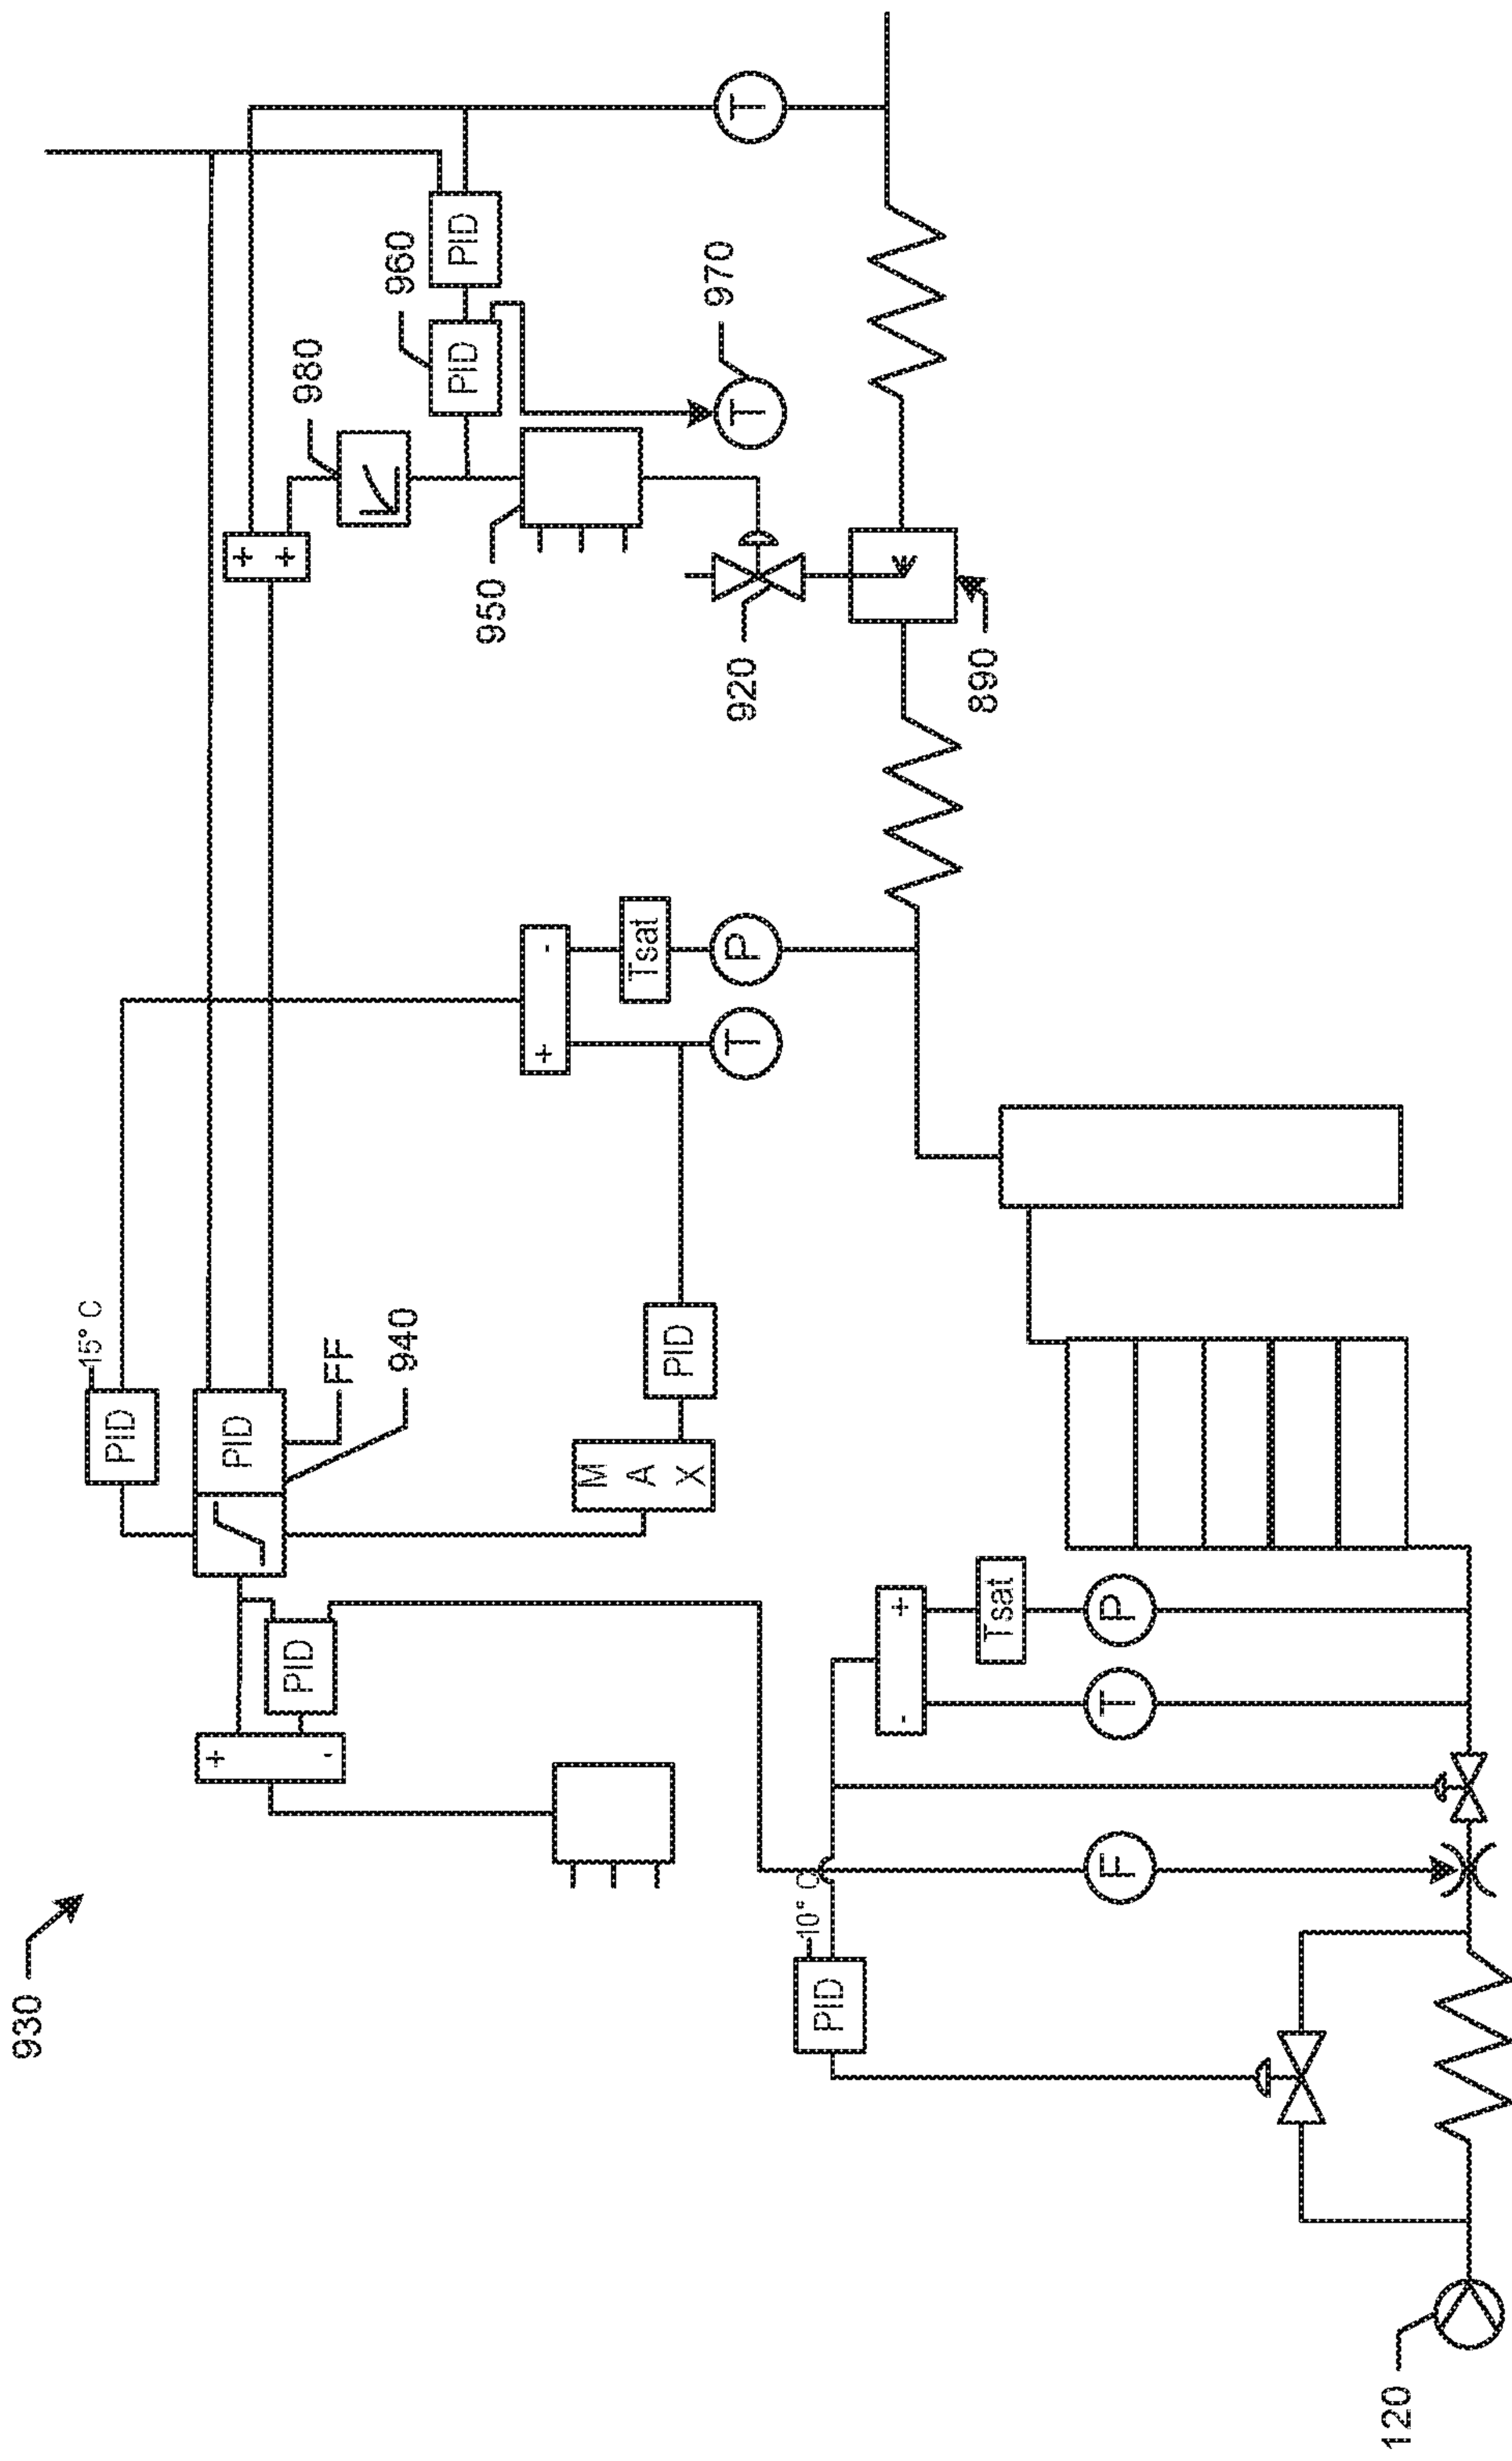 930
15° C
PID
+
-
PID
+
+
PID
980
FF
940
960
PID
PID
950
+
-
M
A
X
Tsat
PID
970
920
T
P
T
T
10° C
PID
-
+
890
Tsat
F
T
P
120